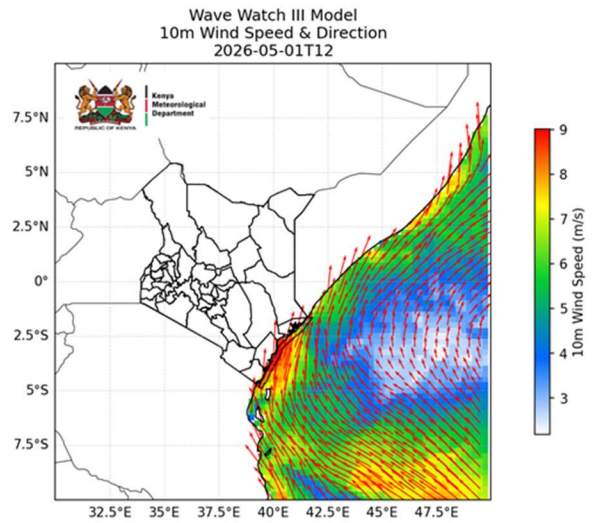 Wave Watch III Model
10m Wind Speed & Direction
2026-05-01T12
Kenya
Meteorological
Department
REPUBLIC OF KENYA
7.5°N
5°N
2.5°N
0°
2.5°S
5°S
7.5°S
32.5°E 35°E 37.5°E 40°E 42.5°E 45°E 47.5°E
9
8
7
6
5
4
3
10m Wind Speed (m/s)